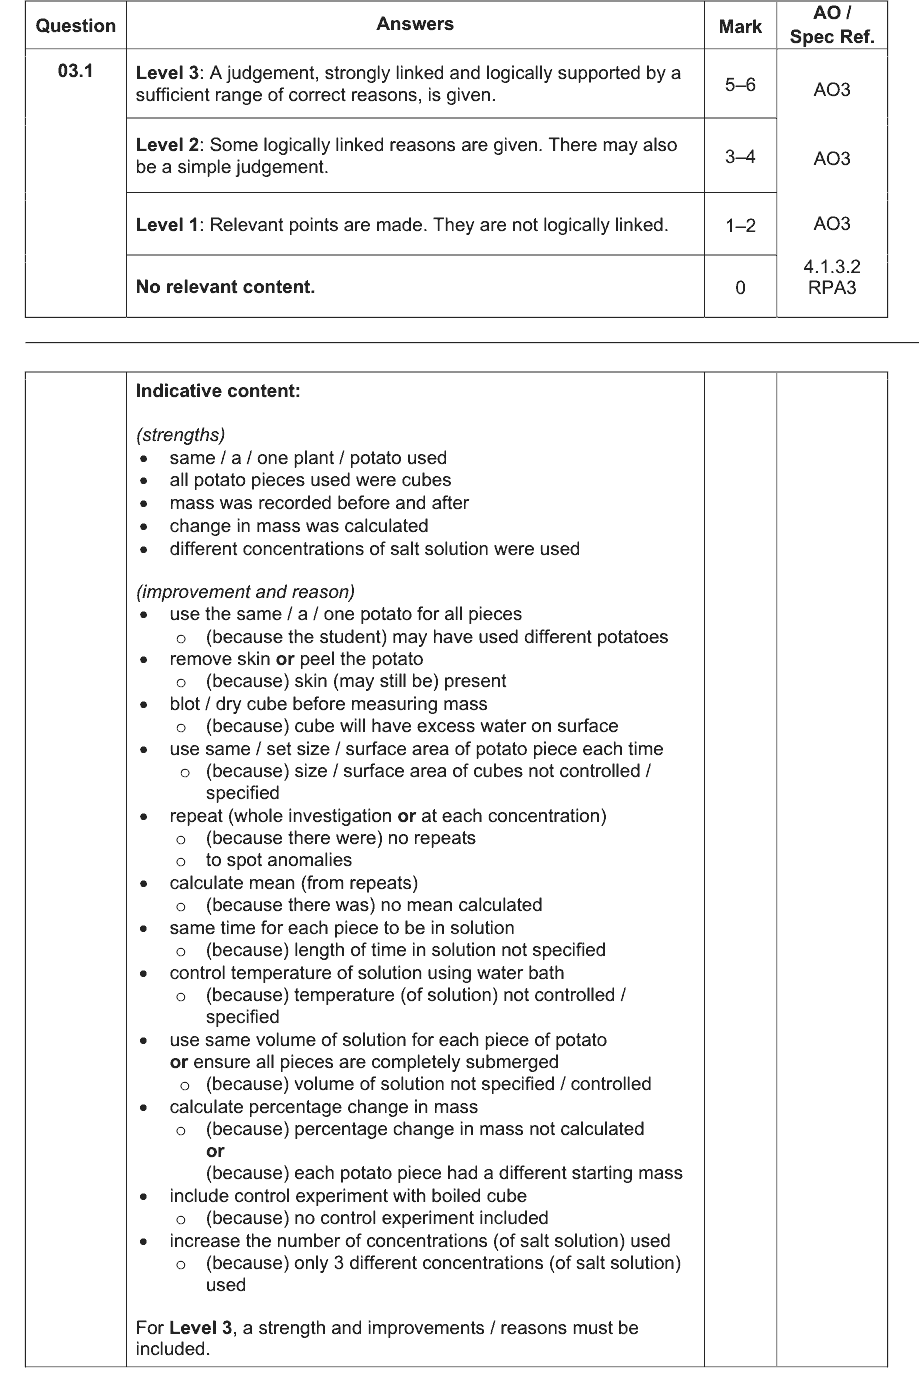 Question
Answers
Mark
AO /
Spec Ref.
03.1
Level 3: A judgement, strongly linked and logically supported by a
sufficient range of correct reasons, is given.
5–6
AO3
Level 2: Some logically linked reasons are given. There may also
be a simple judgement.
3–4
AO3
Level 1: Relevant points are made. They are not logically linked.
1–2
AO3
No relevant content.
0
4.1.3.2
RPA3
Indicative content:
(strengths)
• same / a / one plant / potato used
• all potato pieces used were cubes
• mass was recorded before and after
• change in mass was calculated
• different concentrations of salt solution were used
(improvement and reason)
• use the same / a / one potato for all pieces
o (because the student) may have used different potatoes
• remove skin or peel the potato
o (because) skin (may still be) present
• blot / dry cube before measuring mass
o (because) cube will have excess water on surface
• use same / set size / surface area of potato piece each time
o (because) size / surface area of cubes not controlled /
specified
• repeat (whole investigation or at each concentration)
o (because there were) no repeats
o to spot anomalies
• calculate mean (from repeats)
o (because there was) no mean calculated
• same time for each piece to be in solution
o (because) length of time in solution not specified
• control temperature of solution using water bath
o (because) temperature (of solution) not controlled /
specified
• use same volume of solution for each piece of potato
or ensure all pieces are completely submerged
o (because) volume of solution not specified / controlled
• calculate percentage change in mass
o (because) percentage change in mass not calculated
or
(because) each potato piece had a different starting mass
• include control experiment with boiled cube
o (because) no control experiment included
• increase the number of concentrations (of salt solution) used
o (because) only 3 different concentrations (of salt solution)
used
For Level 3, a strength and improvements / reasons must be
included.